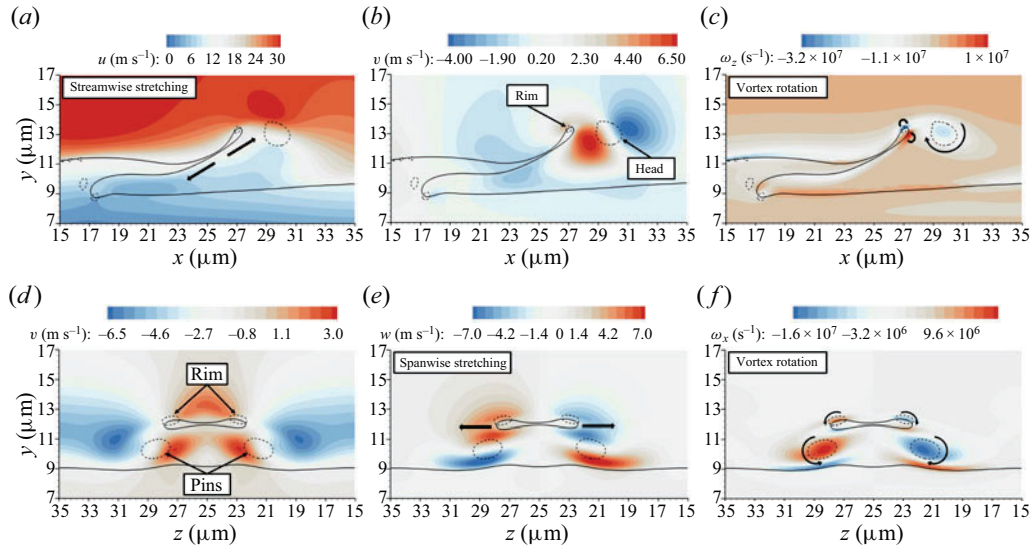 (a)
(b)
(c)
u (m s⁻¹): 0 6 12 18 24 30
v (m s⁻¹): −4.00 −1.90 0.20 2.30 4.40 6.50
ω_z (s⁻¹): −3.2 × 10⁷ −1.1 × 10⁷ 1 × 10⁷
17
15
13
11
9
7
y (μm)
Streamwise stretching
15 17 19 21 23 25 27 29 31 33 35
x (μm)
17
15
13
11
9
7
Rim
Head
15 17 19 21 23 25 27 29 31 33 35
x (μm)
17
15
13
11
9
7
Vortex rotation
15 17 19 21 23 25 27 29 31 33 35
x (μm)
(d)
(e)
(f)
v (m s⁻¹): −6.5 −4.6 −2.7 −0.8 1.1 3.0
w (m s⁻¹): −7.0 −4.2 −1.4 0 1.4 4.2 7.0
ω_x (s⁻¹): −1.6 × 10⁷ −3.2 × 10⁶ 9.6 × 10⁶
17
15
13
11
9
7
y (μm)
Rim
Pins
35 33 31 29 27 25 23 21 19 17 15
z (μm)
17
15
13
11
9
7
Spanwise stretching
35 33 31 29 27 25 23 21 19 17 15
z (μm)
17
15
13
11
9
7
Vortex rotation
35 33 31 29 27 25 23 21 19 17 15
z (μm)